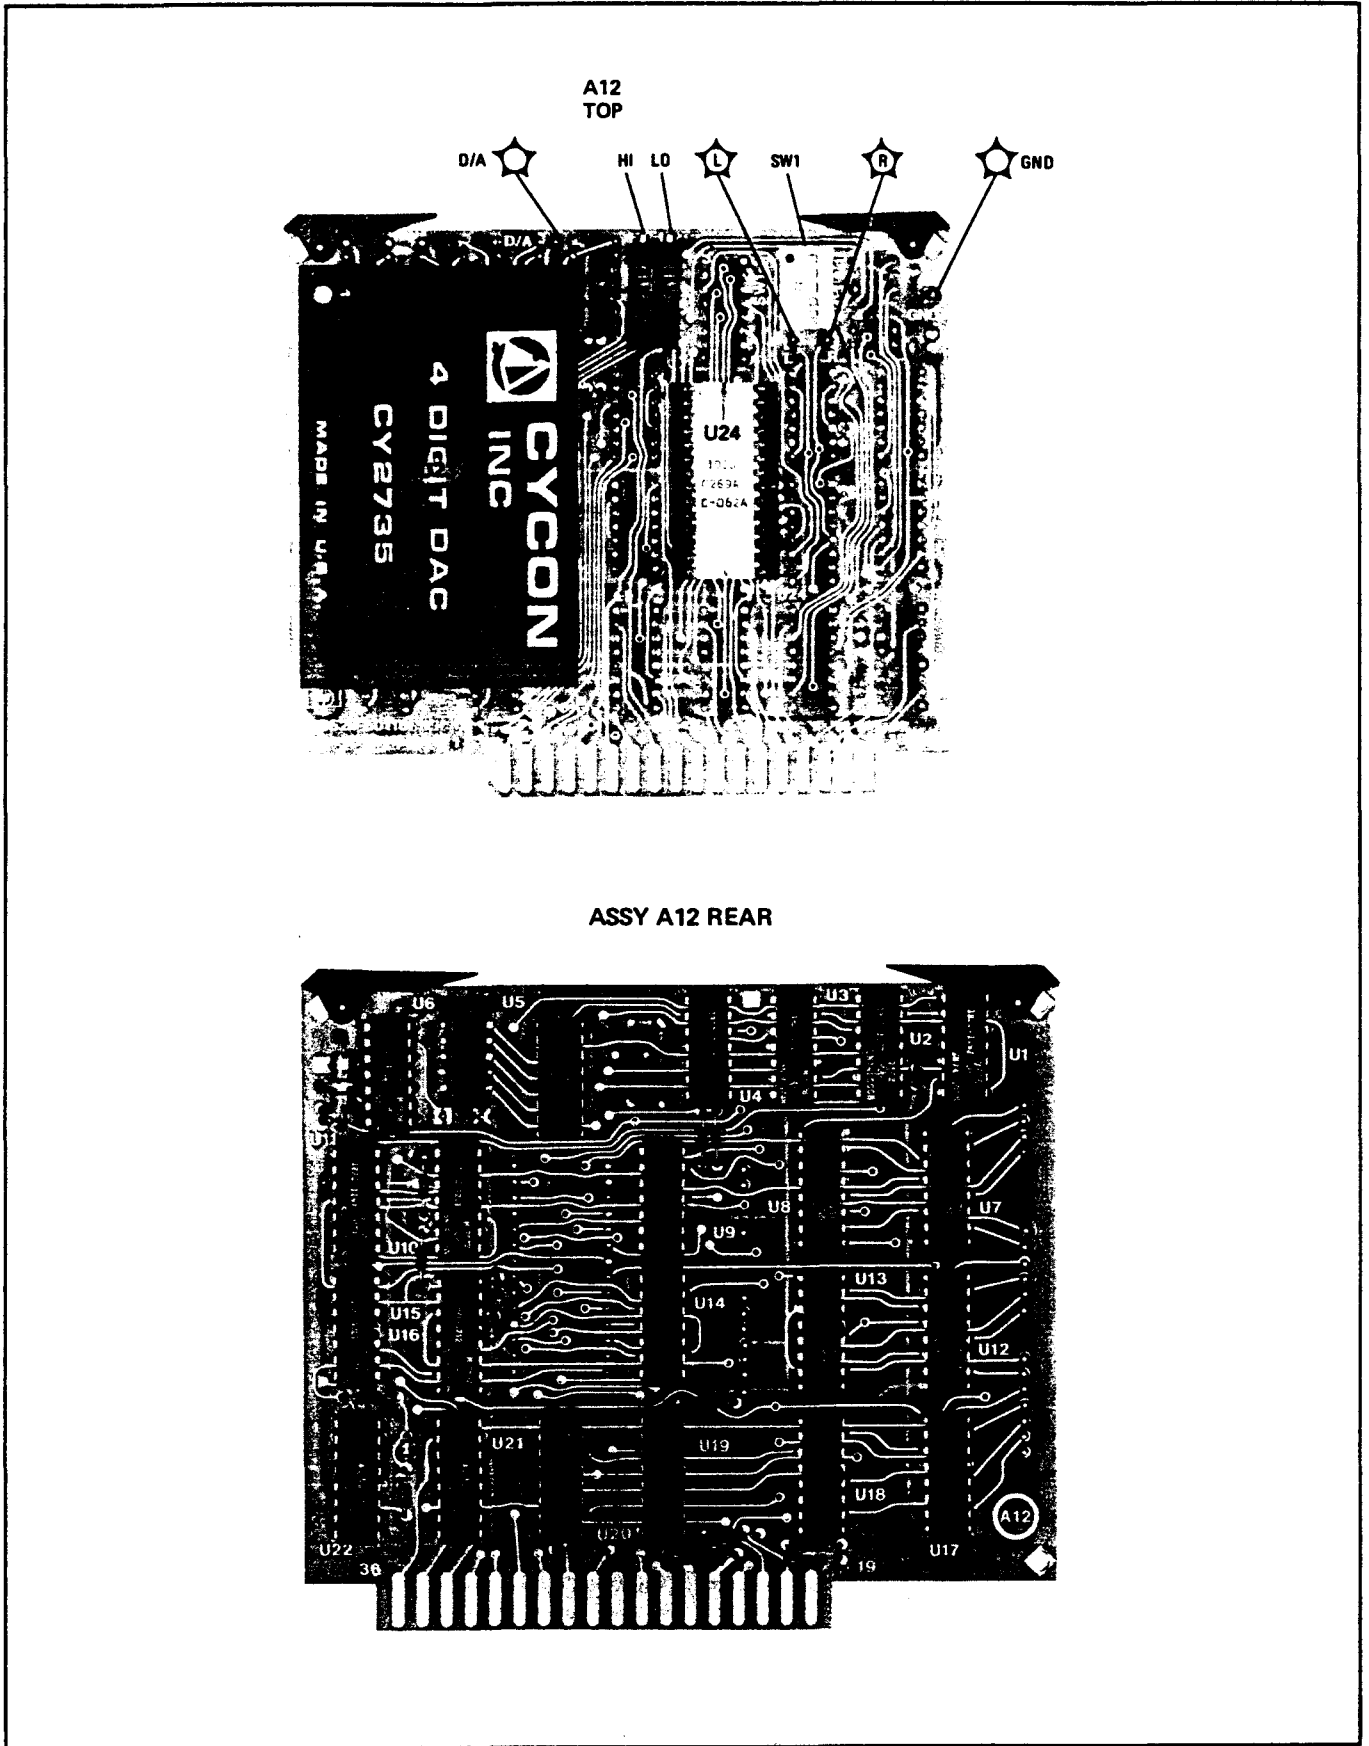 A12
TOP
D/A
HI LO
L
SW1
R
GND
D/A
CYCON
INC
4 DIGIT DAC
CY2735
MADE IN U.S.A.
U24
ASSY A12 REAR
U6
U5
U3
U2
U1
U4
U8
U7
U9
U10
U13
U15
U14
U16
U12
U21
U19
U18
A12
U20
U22
U17
36
19